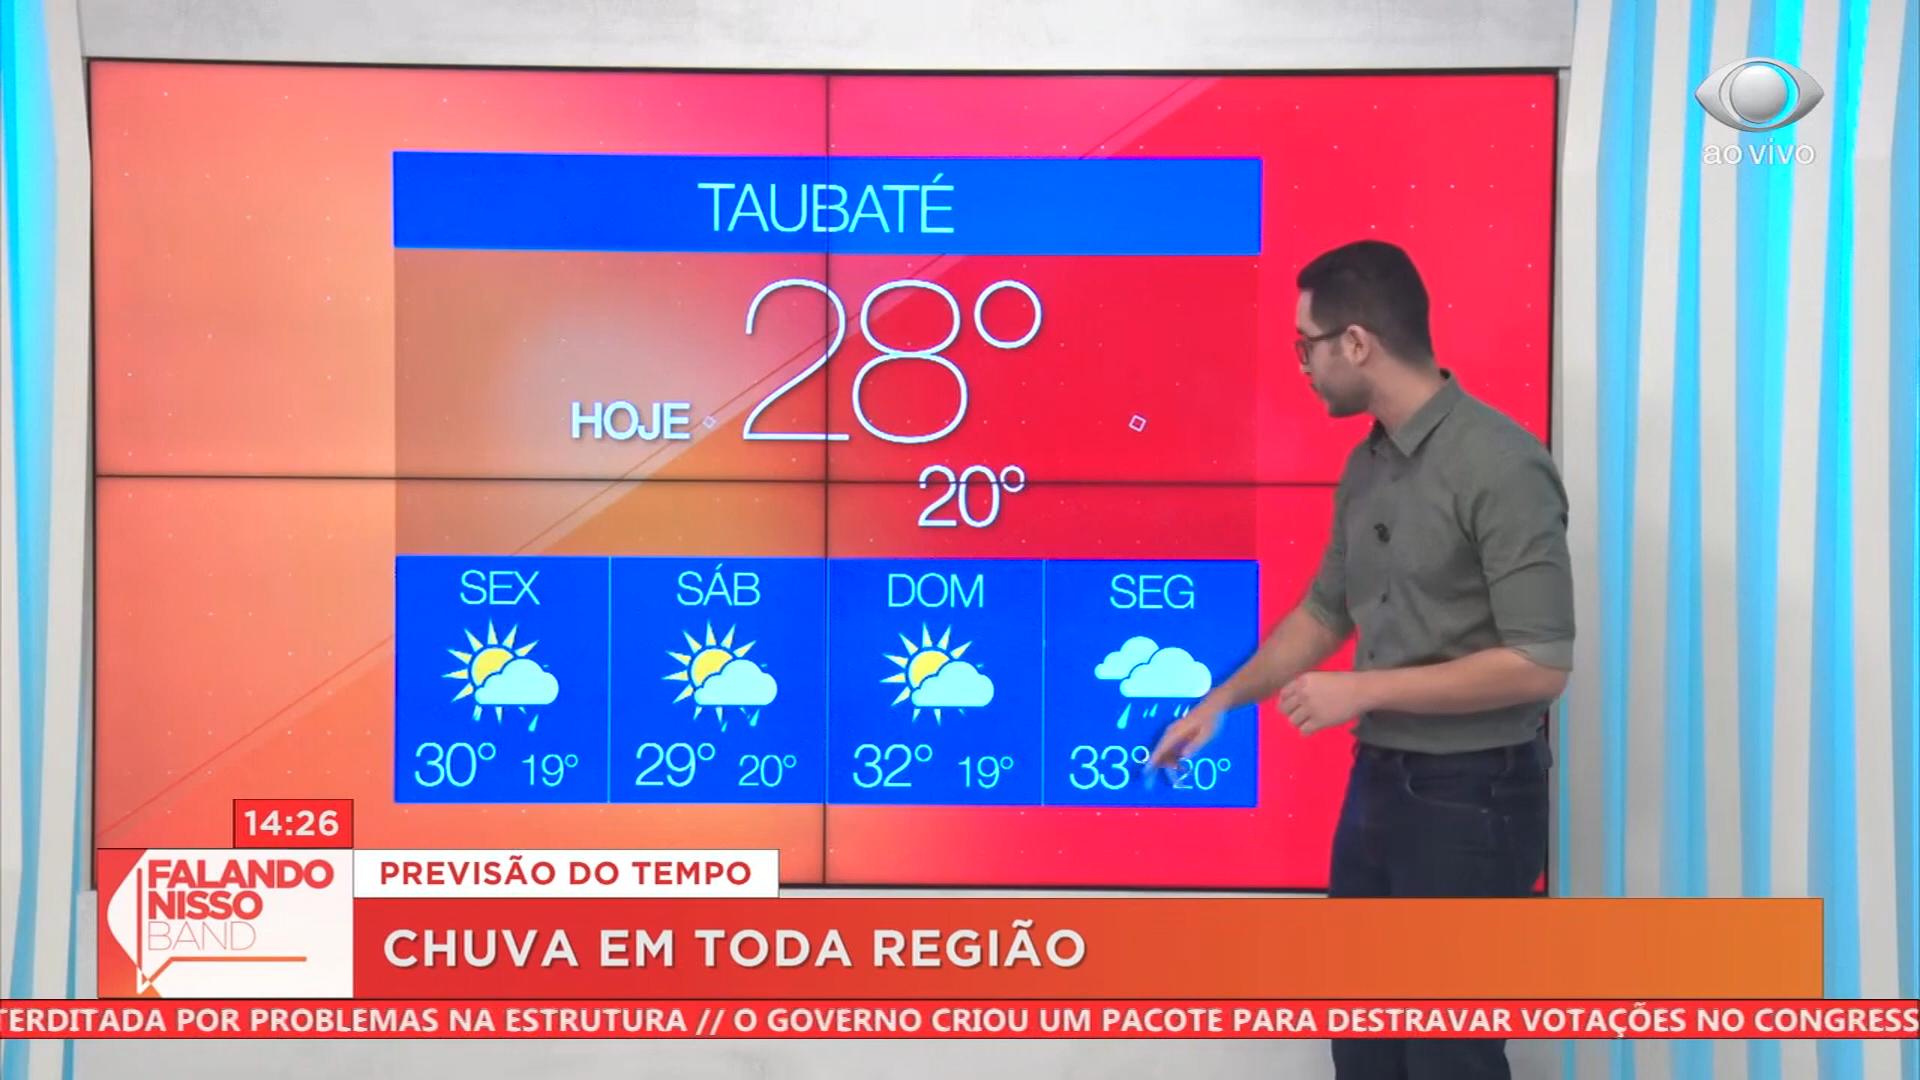 ao vivo
TAUBATÉ
28º
HOJE
20º
SEX SÁB DOM SEG
30° 19° 29° 20° 32° 19° 33° 20°
14:26
FALANDO
NISSO
BAND
PREVISÃO DO TEMPO
CHUVA EM TODA REGIÃO
TERDITADA POR PROBLEMAS NA ESTRUTURA // O GOVERNO CRIOU UM PACOTE PARA DESTRAVAR VOTAÇÕES NO CONGRESS